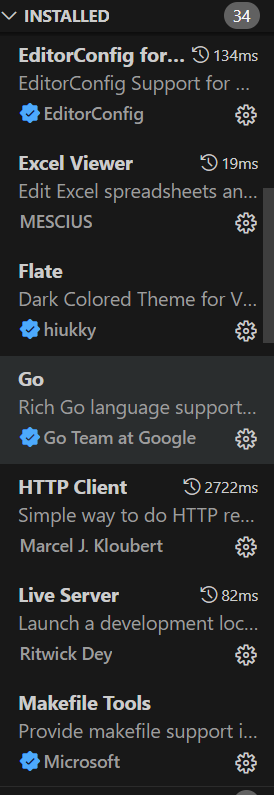 INSTALLED 34
EditorConfig for... 134ms
EditorConfig Support for ...
EditorConfig
Excel Viewer 19ms
Edit Excel spreadsheets an...
MESCIUS
Flate
Dark Colored Theme for V...
hiukky
Go
Rich Go language support...
Go Team at Google
HTTP Client 2722ms
Simple way to do HTTP re...
Marcel J. Kloubert
Live Server 82ms
Launch a development loc...
Ritwick Dey
Makefile Tools
Provide makefile support i...
Microsoft